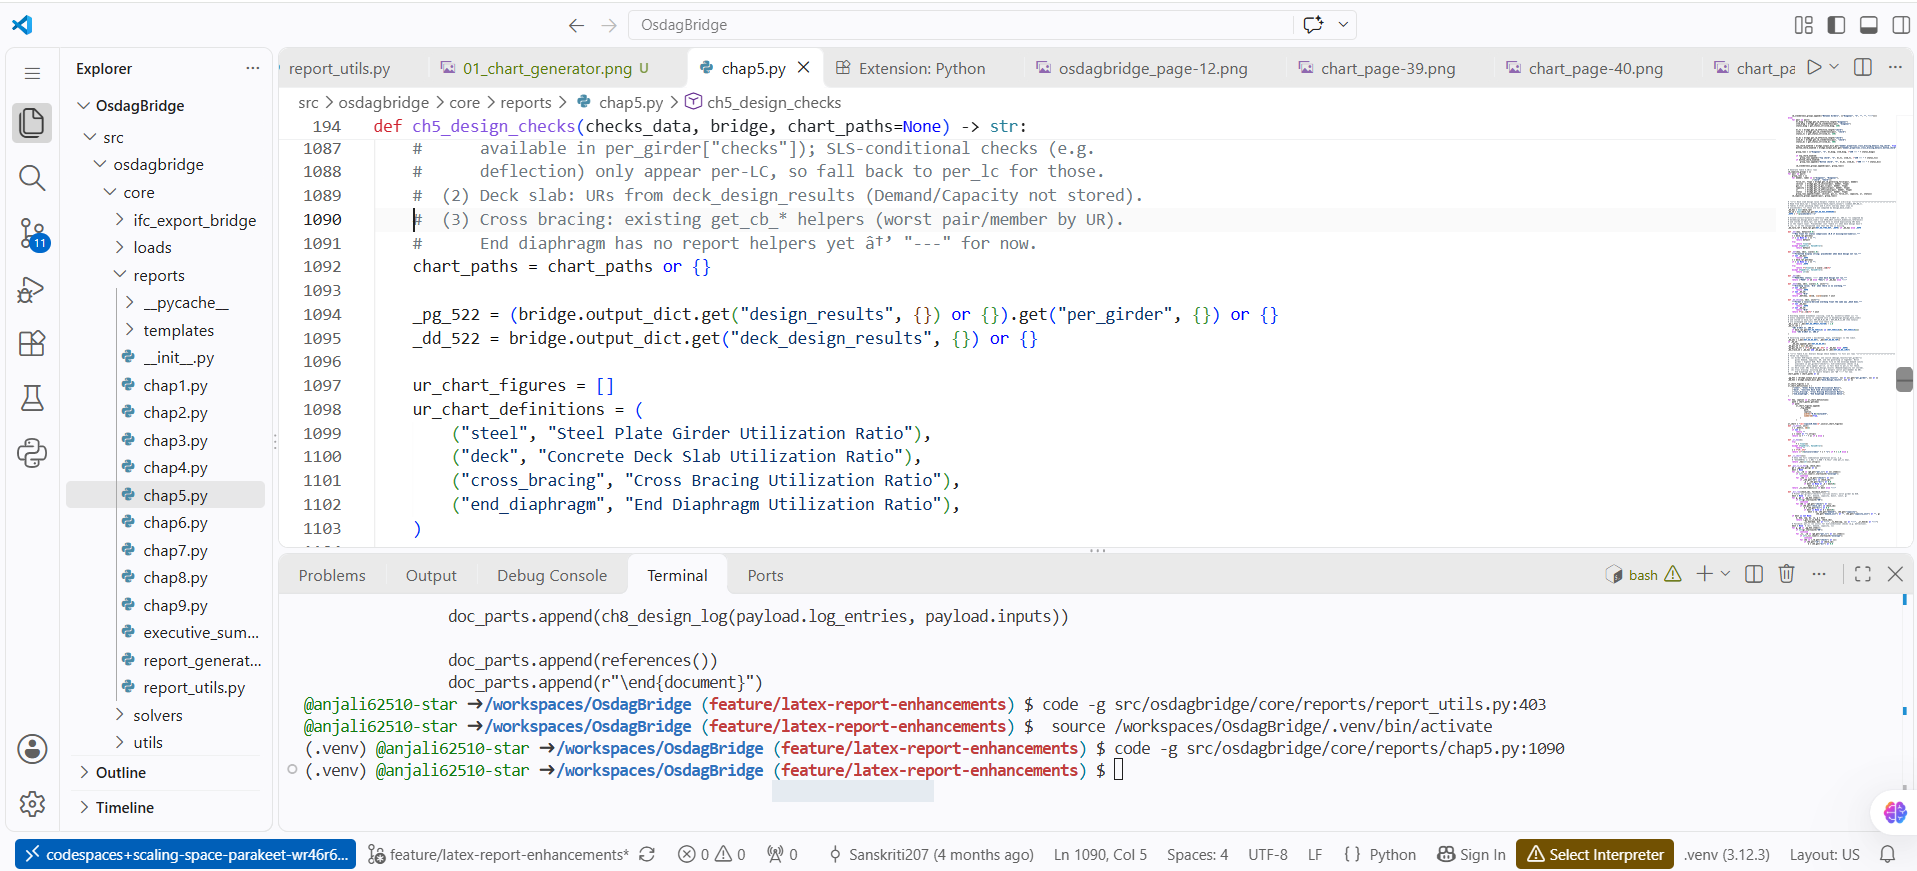 OsdagBridge
Explorer
OsdagBridge
src
osdagbridge
core
ifc_export_bridge
loads
reports
__pycache__
templates
__init__.py
chap1.py
chap2.py
chap3.py
chap4.py
chap5.py
chap6.py
chap7.py
chap8.py
chap9.py
executive_sum...
report_generat...
report_utils.py
solvers
utils
Outline
Timeline
11
report_utils.py
01_chart_generator.png U
chap5.py
Extension: Python
osdagbridge_page-12.png
chart_page-39.png
chart_page-40.png
chart_pa
src > osdagbridge > core > reports > chap5.py > ch5_design_checks
194 def ch5_design_checks(checks_data, bridge, chart_paths=None) -> str:
1087 # available in per_girder["checks"]); SLS-conditional checks (e.g.
1088 # deflection) only appear per-LC, so fall back to per_lc for those.
1089 # (2) Deck slab: URs from deck_design_results (Demand/Capacity not stored).
1090 # (3) Cross bracing: existing get_cb_* helpers (worst pair/member by UR).
1091 # End diaphragm has no report helpers yet â†’ "---" for now.
1092 chart_paths = chart_paths or {}
1093
1094 _pg_522 = (bridge.output_dict.get("design_results", {}) or {}).get("per_girder", {}) or {}
1095 _dd_522 = bridge.output_dict.get("deck_design_results", {}) or {}
1096
1097 ur_chart_figures = []
1098 ur_chart_definitions = (
1099 ("steel", "Steel Plate Girder Utilization Ratio"),
1100 ("deck", "Concrete Deck Slab Utilization Ratio"),
1101 ("cross_bracing", "Cross Bracing Utilization Ratio"),
1102 ("end_diaphragm", "End Diaphragm Utilization Ratio"),
1103 )
Problems
Output
Debug Console
Terminal
Ports
bash
doc_parts.append(ch8_design_log(payload.log_entries, payload.inputs))
doc_parts.append(references())
doc_parts.append(r"\end{document}")
@anjali62510-star ➜/workspaces/OsdagBridge (feature/latex-report-enhancements) $ code -g src/osdagbridge/core/reports/report_utils.py:403
@anjali62510-star ➜/workspaces/OsdagBridge (feature/latex-report-enhancements) $ source /workspaces/OsdagBridge/.venv/bin/activate
(.venv) @anjali62510-star ➜/workspaces/OsdagBridge (feature/latex-report-enhancements) $ code -g src/osdagbridge/core/reports/chap5.py:1090
(.venv) @anjali62510-star ➜/workspaces/OsdagBridge (feature/latex-report-enhancements) $
codespaces+scaling-space-parakeet-wr46r6...
feature/latex-report-enhancements*
0
0
0
Sanskriti207 (4 months ago)
Ln 1090, Col 5
Spaces: 4
UTF-8
LF
{ } Python
Sign In
Select Interpreter
.venv (3.12.3)
Layout: US